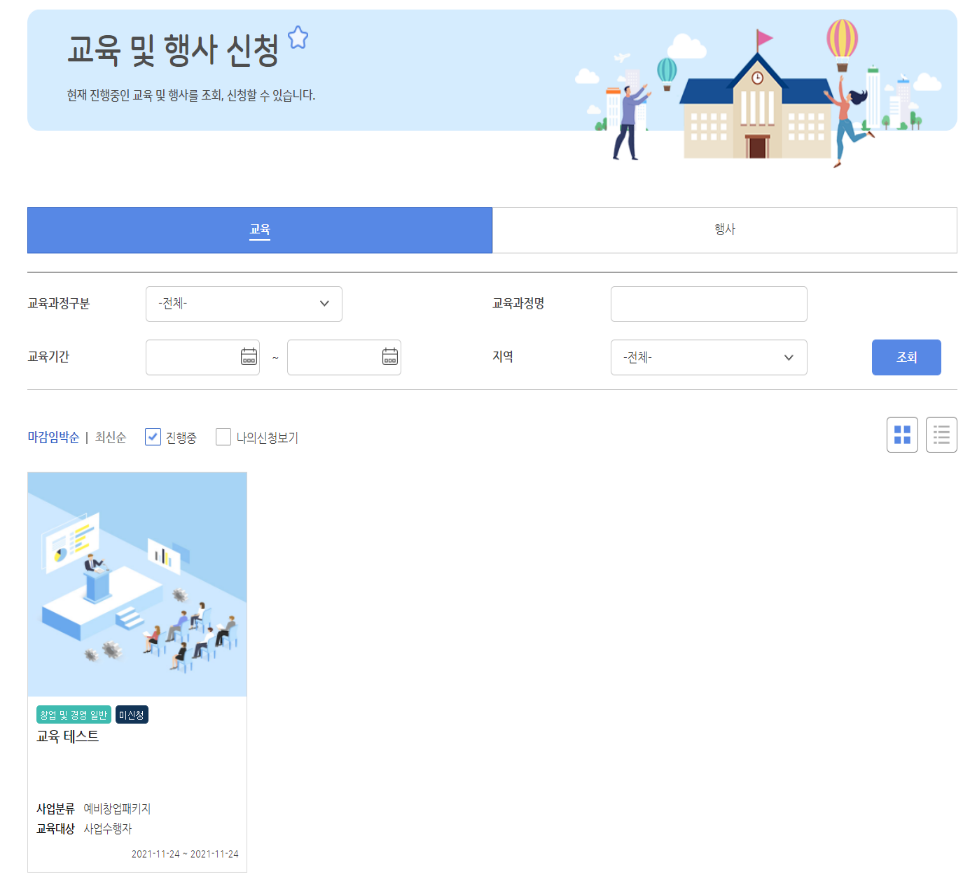 교육 및 행사 신청
현재 진행중인 교육 및 행사를 조회, 신청할 수 있습니다.
교육
행사
교육과정구분
-전체-
교육과정명
교육기간
~
지역
-전체-
조회
마감임박순 | 최신순 진행중 나의신청보기
창업 및 경영 일반 미신청
교육 테스트
사업분류 예비창업패키지
교육대상 사업수행자
2021-11-24 ~ 2021-11-24